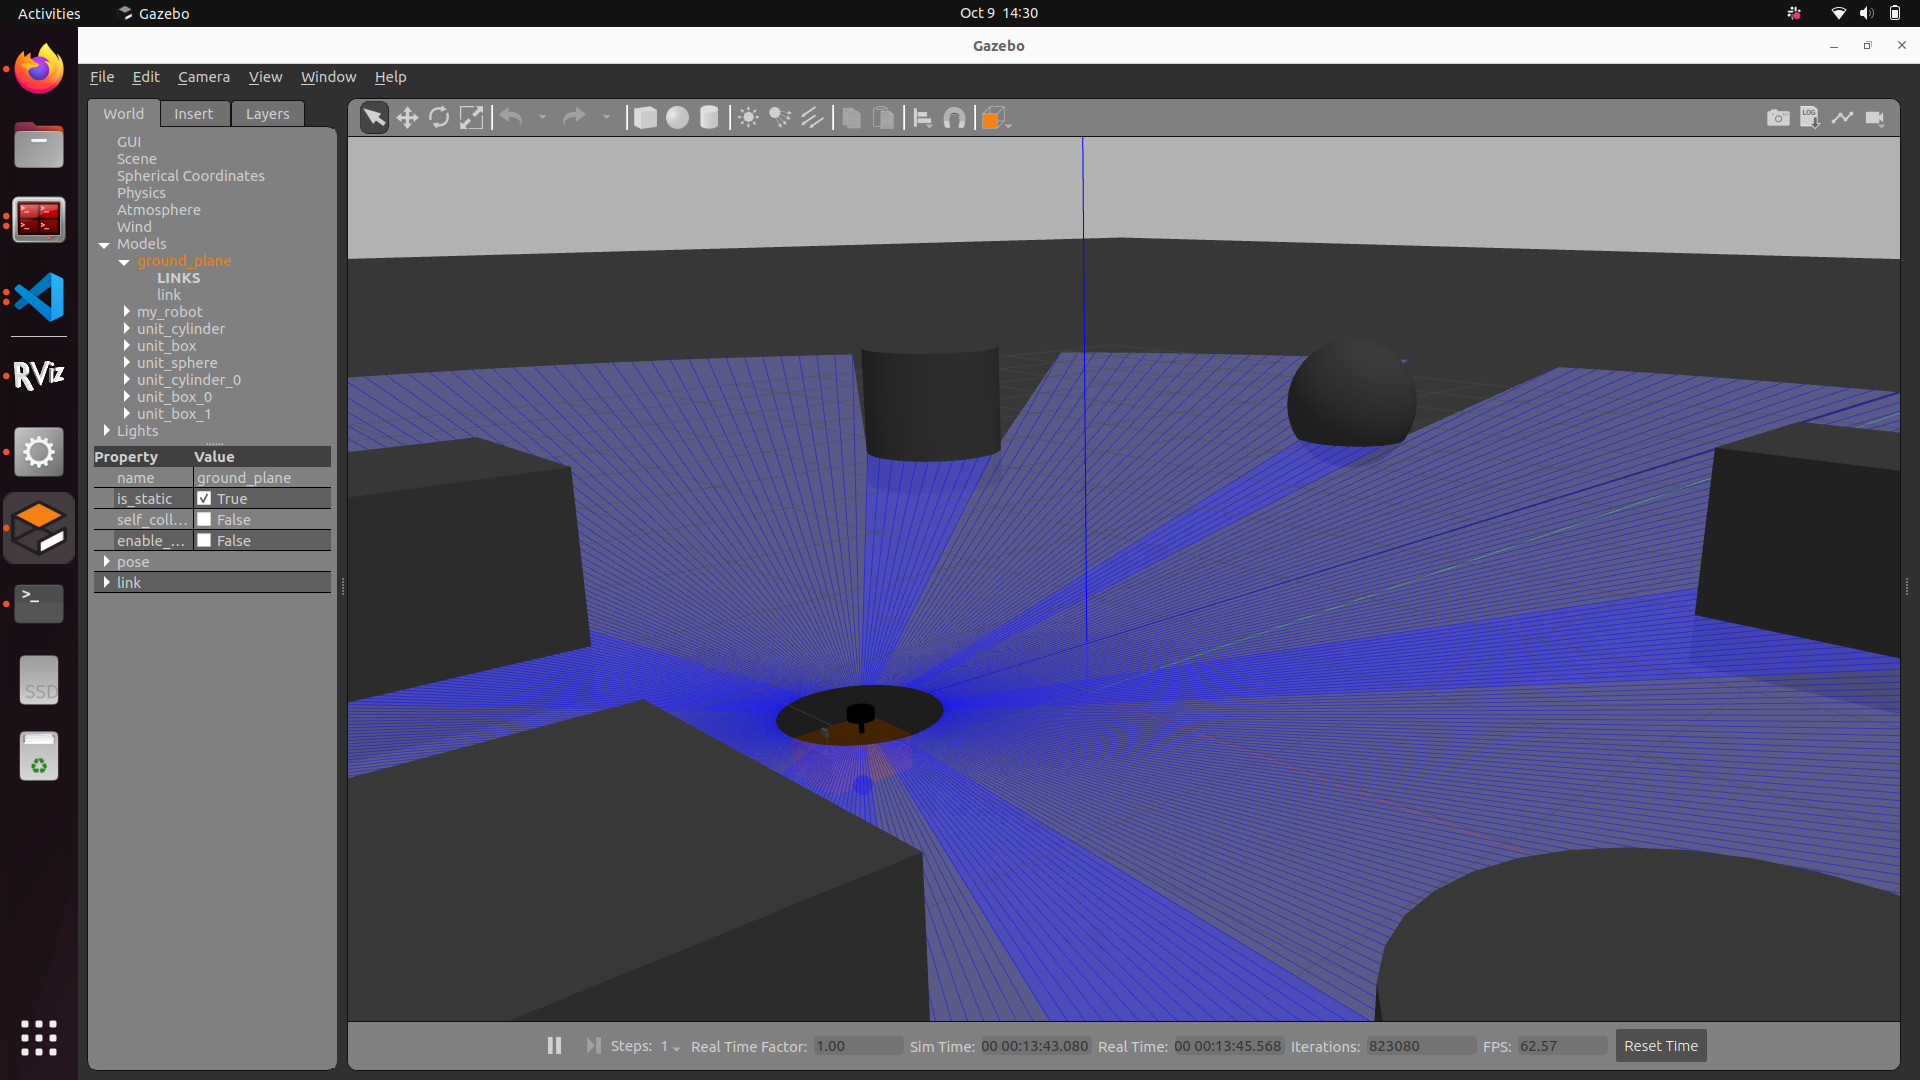 Activities
Gazebo
Oct 9 14:30
Gazebo
File Edit Camera View Window Help
World Insert Layers
GUI
Scene
Spherical Coordinates
Physics
Atmosphere
Wind
Models
ground_plane
LINKS
link
my_robot
unit_cylinder
unit_box
unit_sphere
unit_cylinder_0
unit_box_0
unit_box_1
Lights
Property Value
name ground_plane
is_static True
self_coll... False
enable_... False
pose
link
RViz
>_
SSD
LOG
Steps: 1 Real Time Factor: 1.00 Sim Time: 00 00:13:43.080 Real Time: 00 00:13:45.568 Iterations: 823080 FPS: 62.57 Reset Time